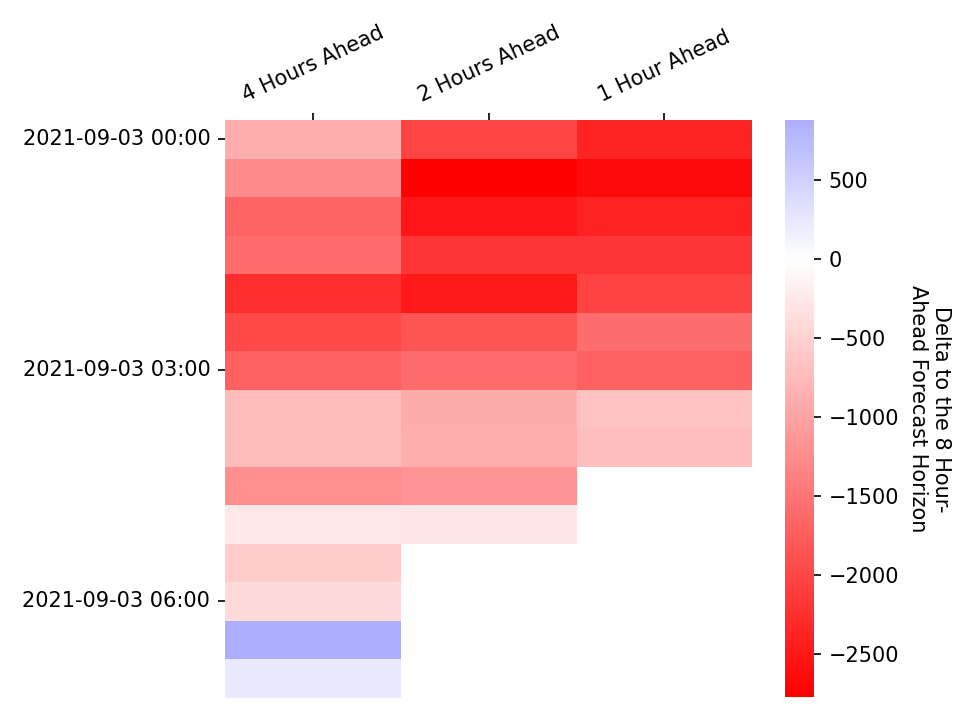 4 Hours Ahead
2 Hours Ahead
1 Hour Ahead
2021-09-03 00:00
2021-09-03 03:00
2021-09-03 06:00
500
0
−500
−1000
−1500
−2000
−2500
Delta to the 8 Hour-
Ahead Forecast Horizon